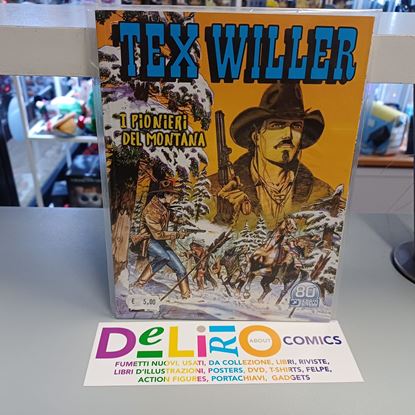 TEX WILLER
I PIONIERI
DEL MONTANA
80
€ 5,00
DeLiRiO ABOUT COMICS
FUMETTI NUOVI, USATI, DA COLLEZIONE, LIBRI, RIVISTE,
LIBRI D'ILLUSTRAZIONI, POSTERS, DVD, T-SHIRTS, FELPE,
ACTION FIGURES, PORTACHIAVI, GADGETS